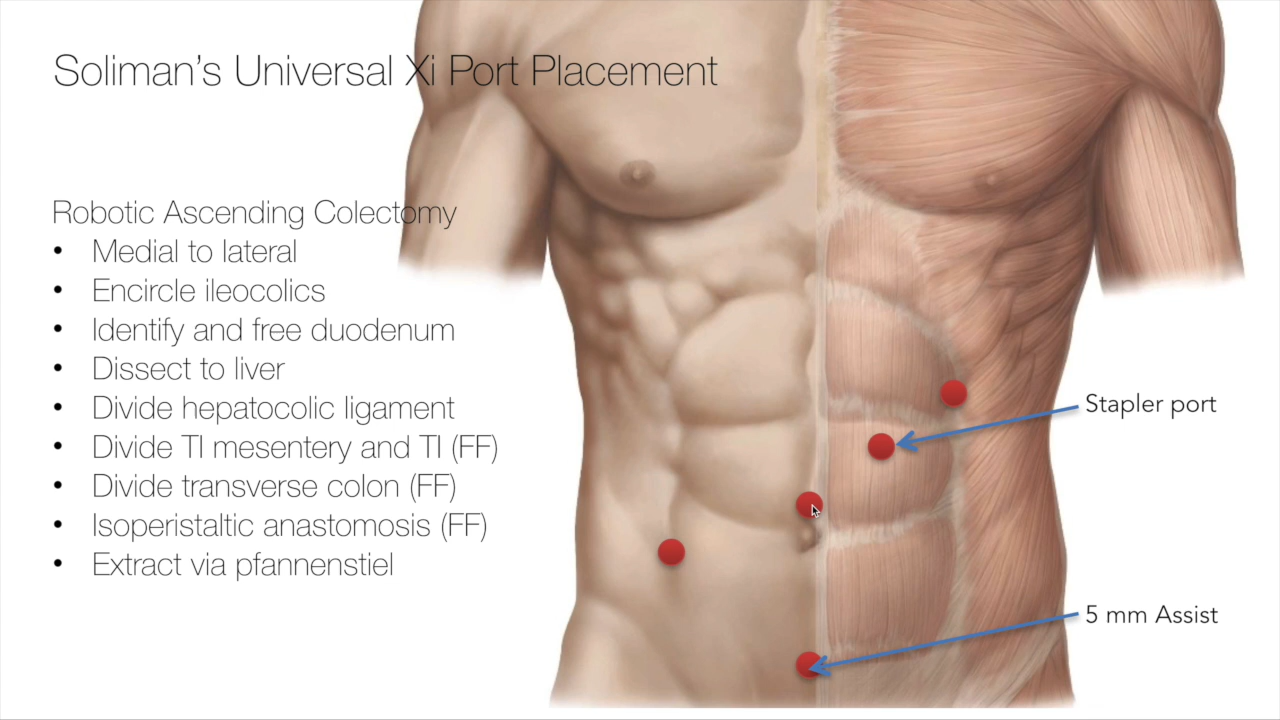 Soliman's Universal Xi Port Placement
Robotic Ascending Colectomy
• Medial to lateral
• Encircle ileocolics
• Identify and free duodenum
• Dissect to liver
• Divide hepatocolic ligament
• Divide TI mesentery and TI (FF)
• Divide transverse colon (FF)
• Isoperistaltic anastomosis (FF)
• Extract via pfannenstiel
Stapler port
5 mm Assist